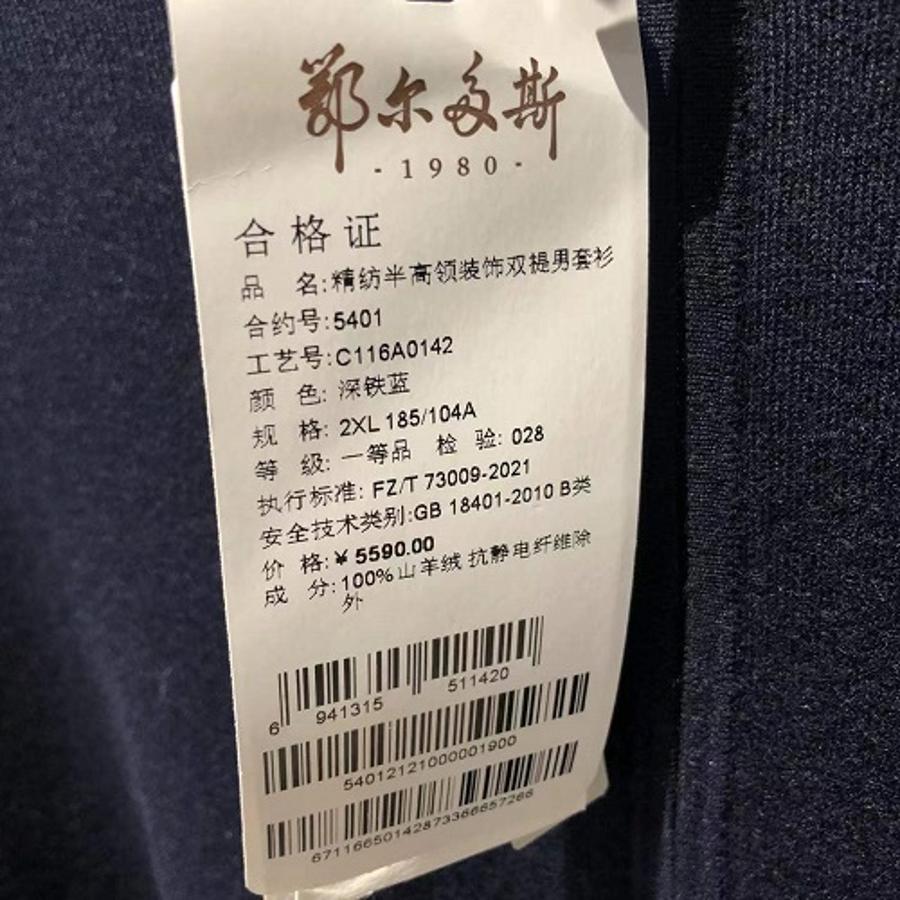 鄂尔多斯
·1980·
合格证
品 名:精纺半高领装饰双褪男套衫
合约号:5401
工艺号:C116A0142
颜 色: 深铁蓝
规 格: 2XL 185/104A
等 级: 一等品 检 验: 028
执行标准: FZ/T 73009-2021
安全技术类别:GB 18401-2010 B类
价 格:¥ 5590.00
成 分:100%山羊绒 抗静电纤维除
外
6 941315 511420
54012121000001900
6711665014287336665726​6